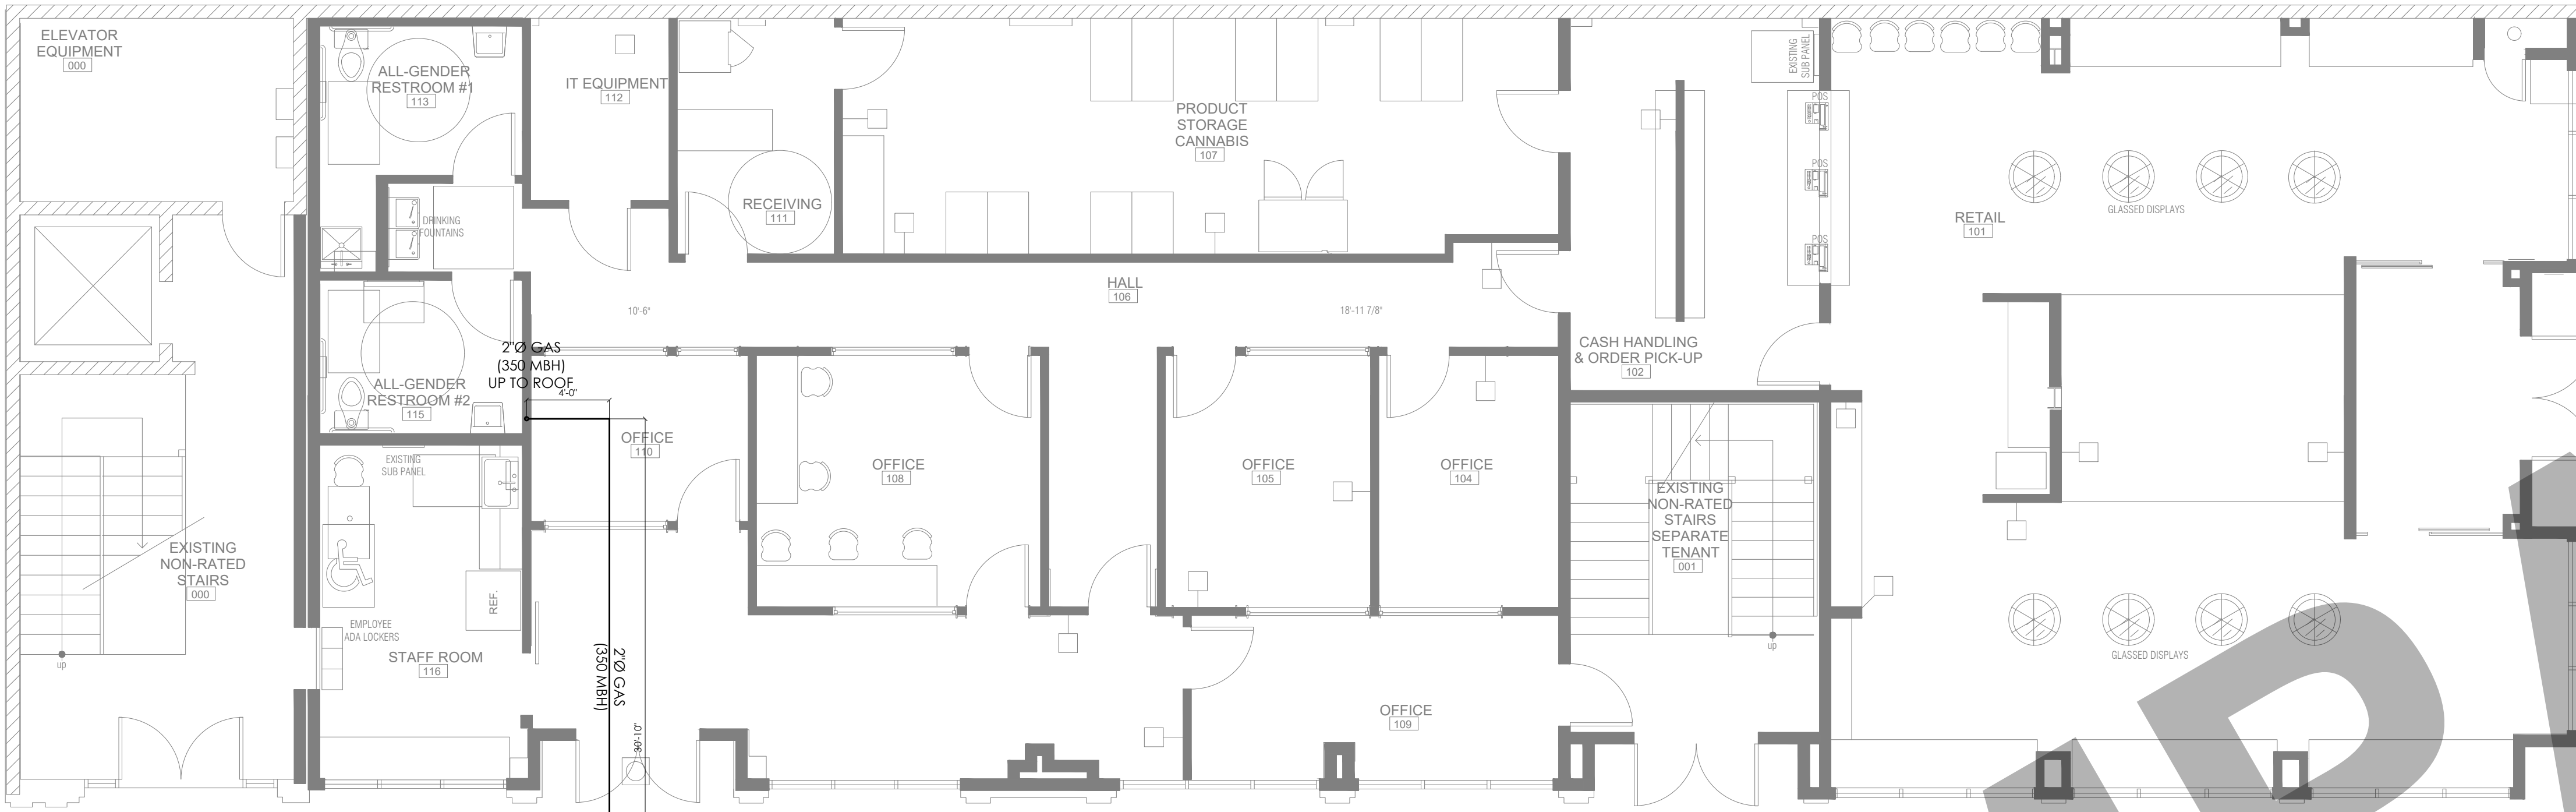 ELEVATOR
EQUIPMENT
000
ALL-GENDER
RESTROOM #1
113
IT EQUIPMENT
112
DRINKING
FOUNTAINS
RECEIVING
111
PRODUCT
STORAGE
CANNABIS
107
EXISTING
SUB PANEL
POS
POS
POS
GLASSED DISPLAYS
RETAIL
101
HALL
106
10'-6"
18'-11 7/8"
CASH HANDLING
& ORDER PICK-UP
102
2"Ø GAS
(350 MBH)
UP TO ROOF
4'-0"
ALL-GENDER
RESTROOM #2
115
OFFICE
110
OFFICE
108
OFFICE
105
OFFICE
104
EXISTING
SUB PANEL
EXISTING
NON-RATED
STAIRS
SEPARATE
TENANT
001
up
EXISTING
NON-RATED
STAIRS
000
up
REF.
EMPLOYEE
ADA LOCKERS
STAFF ROOM
116
2"Ø GAS
(350 MBH)
30'-10"
OFFICE
109
GLASSED DISPLAYS